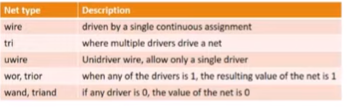 Net type Description
wire driven by a single continuous assignment
tri where multiple drivers drive a net
uwire Unidriver wire, allow only a single driver
wor, trior when any of the drivers is 1, the resulting value of the net is 1
wand, triand if any driver is 0, the value of the net is 0